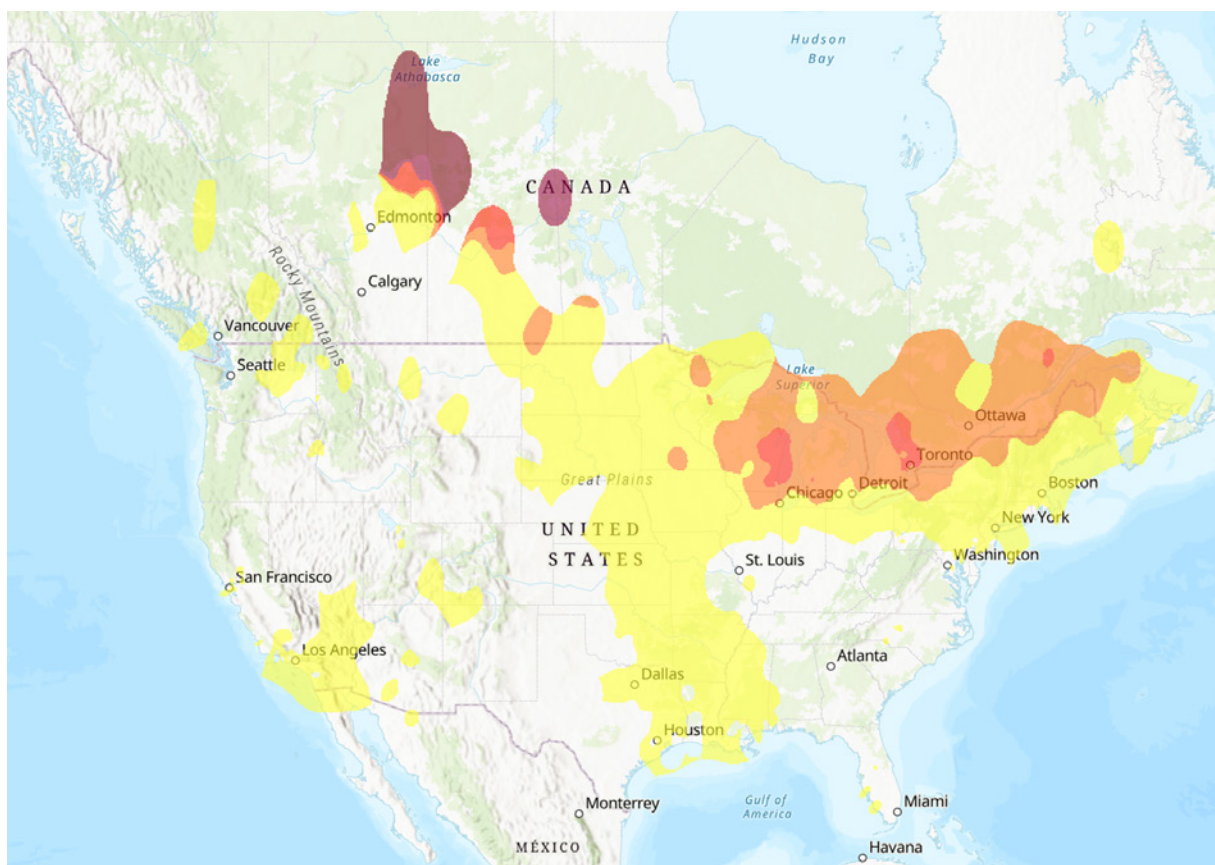 Hudson
Bay
Lake
Athabasca
CANADA
Edmonton
Rocky Mountains
Calgary
Vancouver
Seattle
Lake
Superior
Ottawa
Toronto
Great Plains
Chicago
Detroit
Boston
New York
UNITED
STATES
Washington
St. Louis
San Francisco
Los Angeles
Atlanta
Dallas
Houston
Monterrey
Gulf of
America
Miami
MÉXICO
Havana